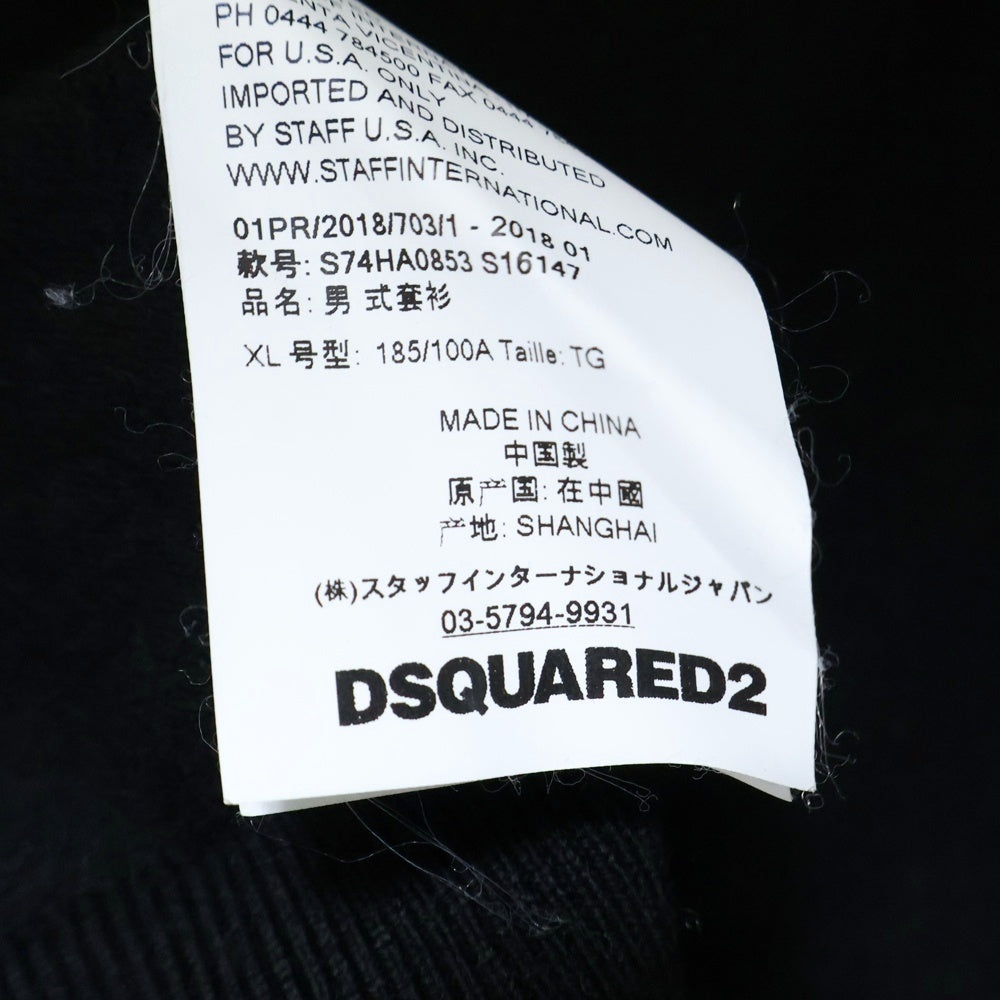 PH 0444 784500 FAX 0444
FOR U.S.A. ONLY
IMPORTED AND DISTRIBUTED
BY STAFF U.S.A. INC.
WWW.STAFFINTERNATIONAL.COM
01PR/2018/703/1 - 2018 01
款号: S74HA0853 S16147
品名: 男 式套衫
XL 号型: 185/100A Taille: TG
MADE IN CHINA
中国製
原产国: 在中國
产地: SHANGHAI
(株)スタッフインターナショナルジャパン
03-5794-9931
DSQUARED2